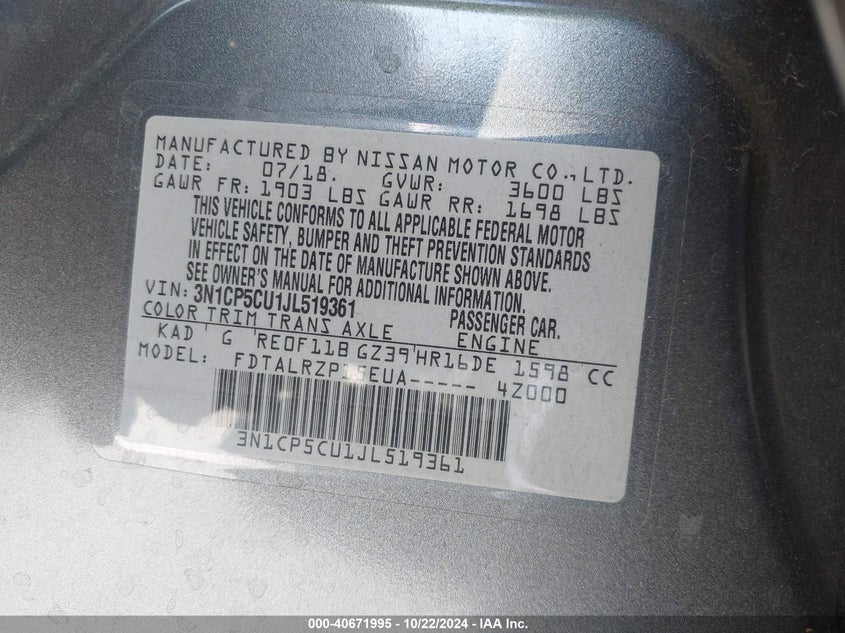 MANUFACTURED BY NISSAN MOTOR CO., LTD.
DATE: 07/18. GVWR: 3600 LBS
GAWR FR: 1903 LBS GAWR RR: 1698 LBS
THIS VEHICLE CONFORMS TO ALL APPLICABLE FEDERAL MOTOR
VEHICLE SAFETY, BUMPER AND THEFT PREVENTION STANDARDS
IN EFFECT ON THE DATE OF MANUFACTURE SHOWN ABOVE.
SEE OWNER'S MANUAL FOR ADDITIONAL INFORMATION.
VIN: 3N1CP5CU1JL519361 PASSENGER CAR.
COLOR TRIM TRANS AXLE ENGINE
KAD ' G ' RE0F11B GZ39 HR16DE 1598 CC
MODEL: 4Z000
3N1CP5CU1JL519361
000-40671995 - 10/22/2024 - IAA Inc.